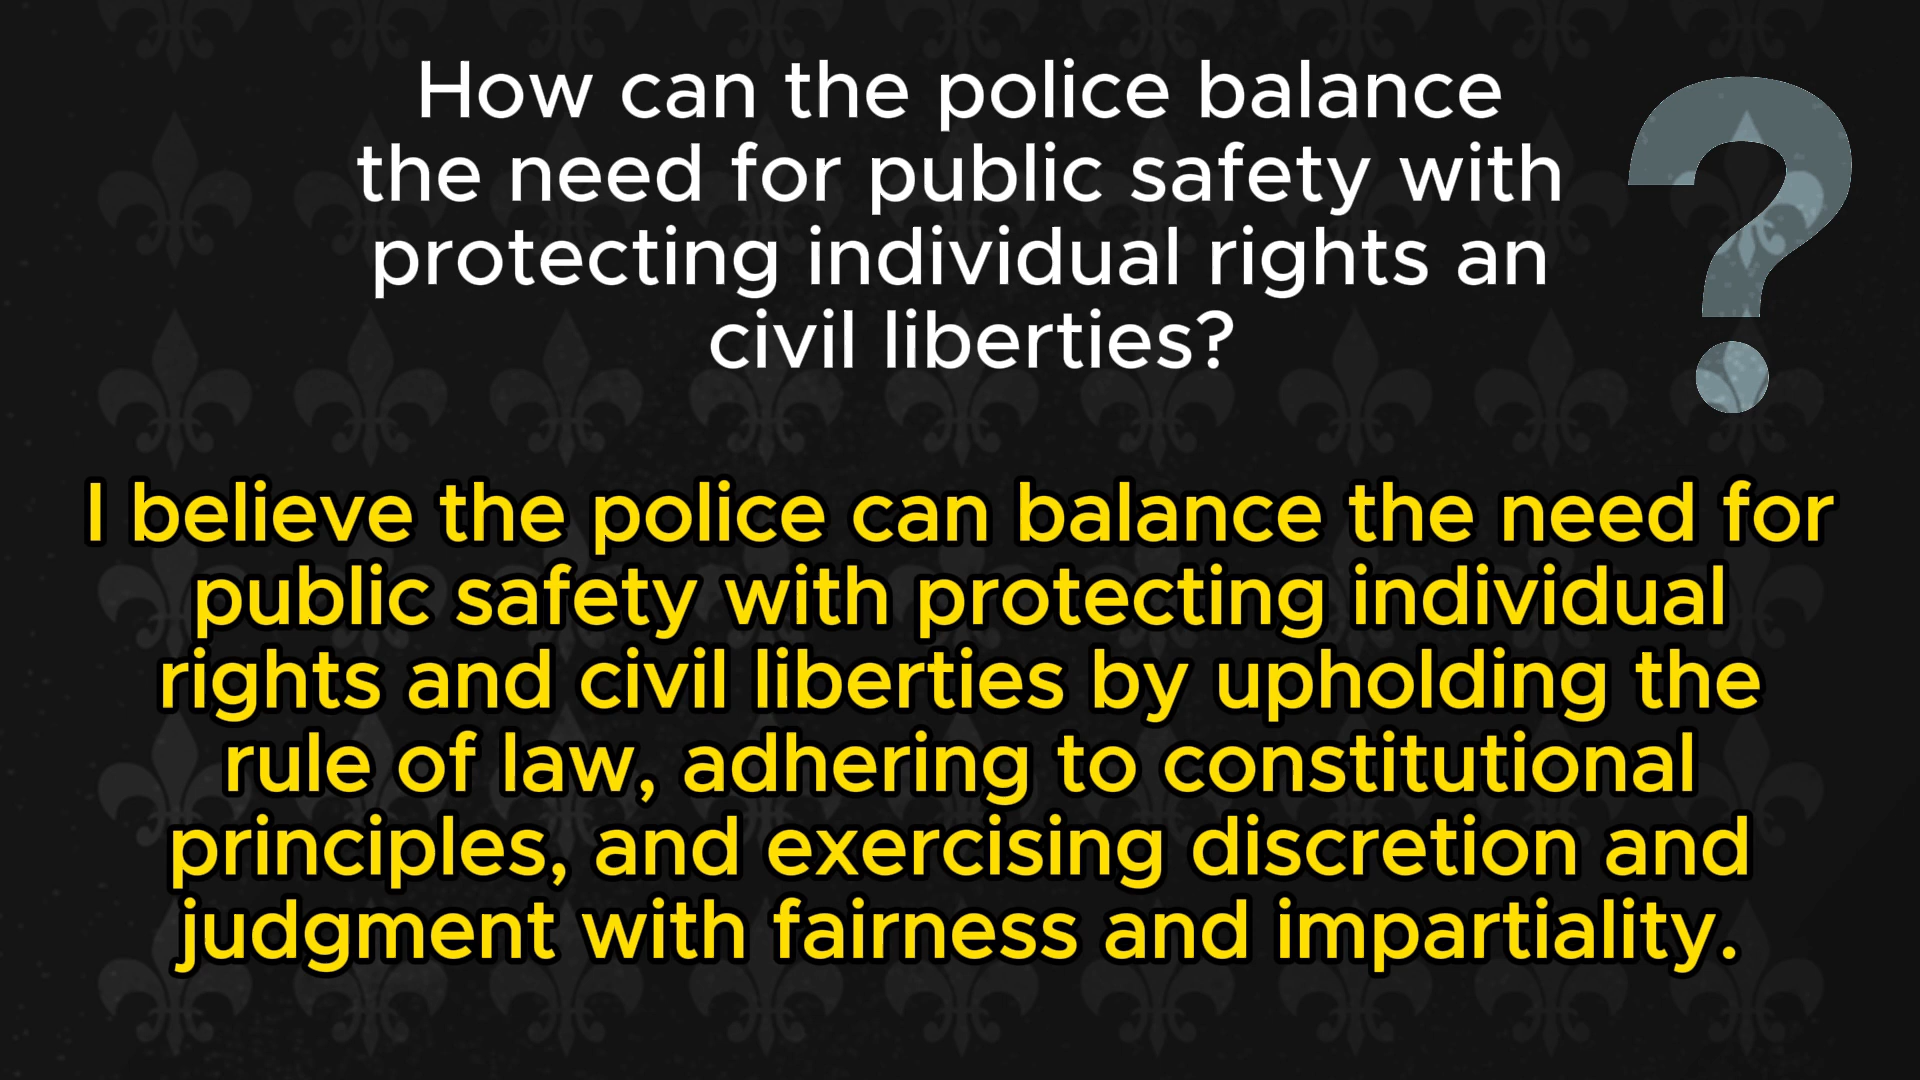 How can the police balance
the need for public safety with
protecting individual rights an
civil liberties?
?
I believe the police can balance the need for
public safety with protecting individual
rights and civil liberties by upholding the
rule of law, adhering to constitutional
principles, and exercising discretion and
judgment with fairness and impartiality.